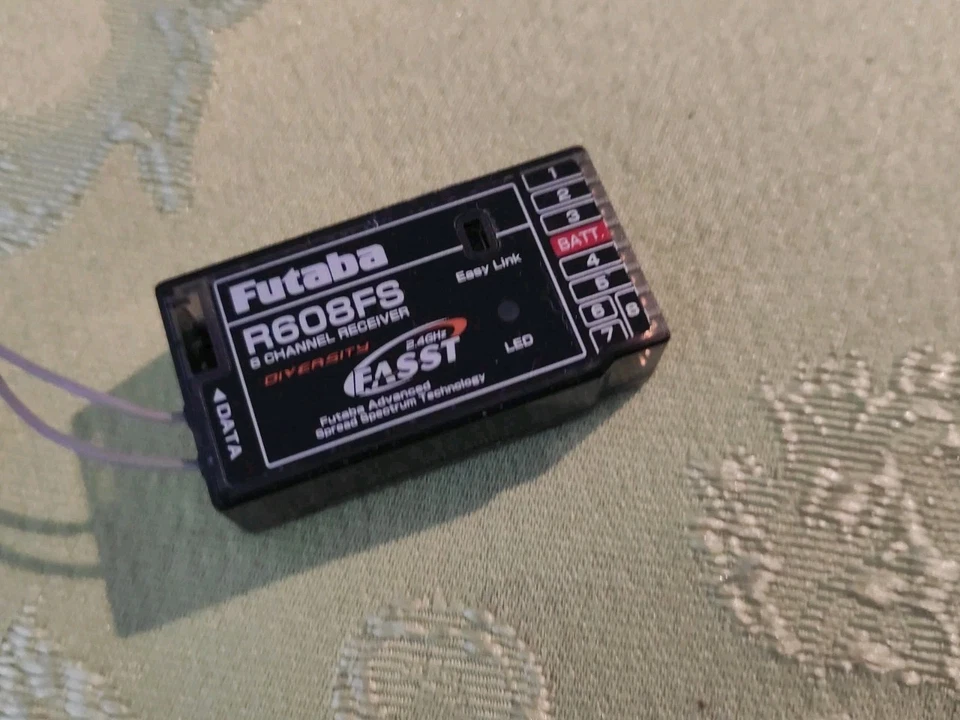 Futaba
R608FS
8 CHANNEL RECEIVER
DIVERSITY
2.4GHz
FASST
Futaba Advanced
Spread Spectrum Technology
◀DATA
Easy Link
LED
1
2
3
BATT.
4
5
6
7
8